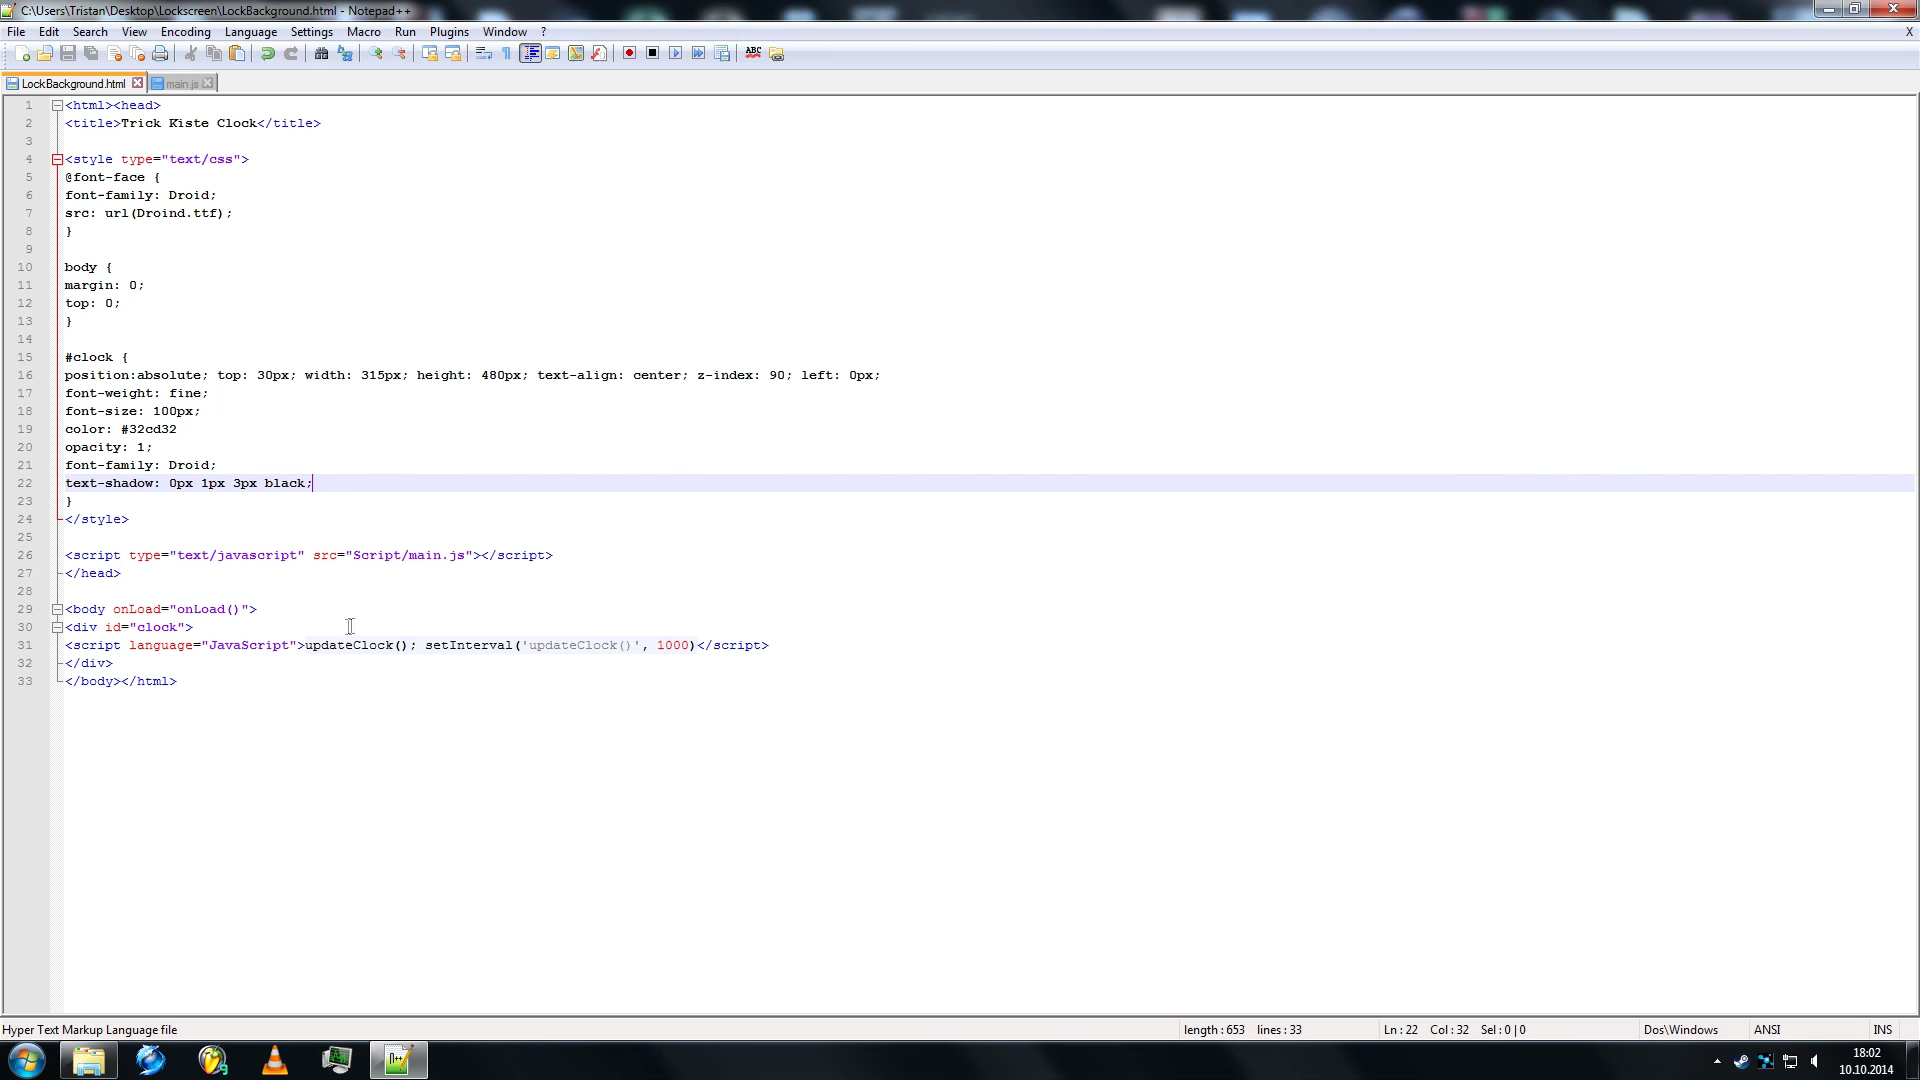 C:\Users\Tristan\Desktop\Lockscreen\LockBackground.html - Notepad++
File Edit Search View Encoding Language Settings Macro Run Plugins Window ? X
LockBackground.html main.js
1 <html><head>
2 <title>Trick Kiste Clock</title>
3
4 <style type="text/css">
5 @font-face {
6 font-family: Droid;
7 src: url(Droind.ttf);
8 }
9
10 body {
11 margin: 0;
12 top: 0;
13 }
14
15 #clock {
16 position:absolute; top: 30px; width: 315px; height: 480px; text-align: center; z-index: 90; left: 0px;
17 font-weight: fine;
18 font-size: 100px;
19 color: #32cd32
20 opacity: 1;
21 font-family: Droid;
22 text-shadow: 0px 1px 3px black;
23 }
24 </style>
25
26 <script type="text/javascript" src="Script/main.js"></script>
27 </head>
28
29 <body onLoad="onLoad()">
30 <div id="clock">
31 <script language="JavaScript">updateClock(); setInterval('updateClock()', 1000)</script>
32 </div>
33 </body></html>
Hyper Text Markup Language file length : 653 lines : 33 Ln : 22 Col : 32 Sel : 0 | 0 Dos\Windows ANSI INS
18:02
10.10.2014